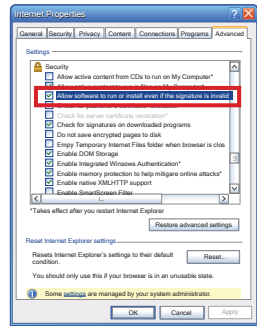 Internet Properties
General Security Privacy Content Connections Programs Advanced
Settings
Security
Allow active content from CDs to run on My Computer*
Allow software to run or install even if the signature is invalid
Check for server certificate revocation*
Check for signatures on downloaded programs
Do not save encrypted pages to disk
Empy Temporary Internet Files folder when browser is clos
Enable DOM Storage
Enable Integrated Windows Authentication*
Enable memory protection to help mitigare online attacks*
Enable native XMLHTTP support
Enable SmartScreen Filter
*Takes effect after you restart Internet Explorer
Restore advanced settings
Reset Internet Explorer settings
Resets Internet Explorer's settings to their default
condition.
Reset...
You should only use this if your browser is in an unusable state.
Some settings are managed by your system administrator.
OK Cancel Apply